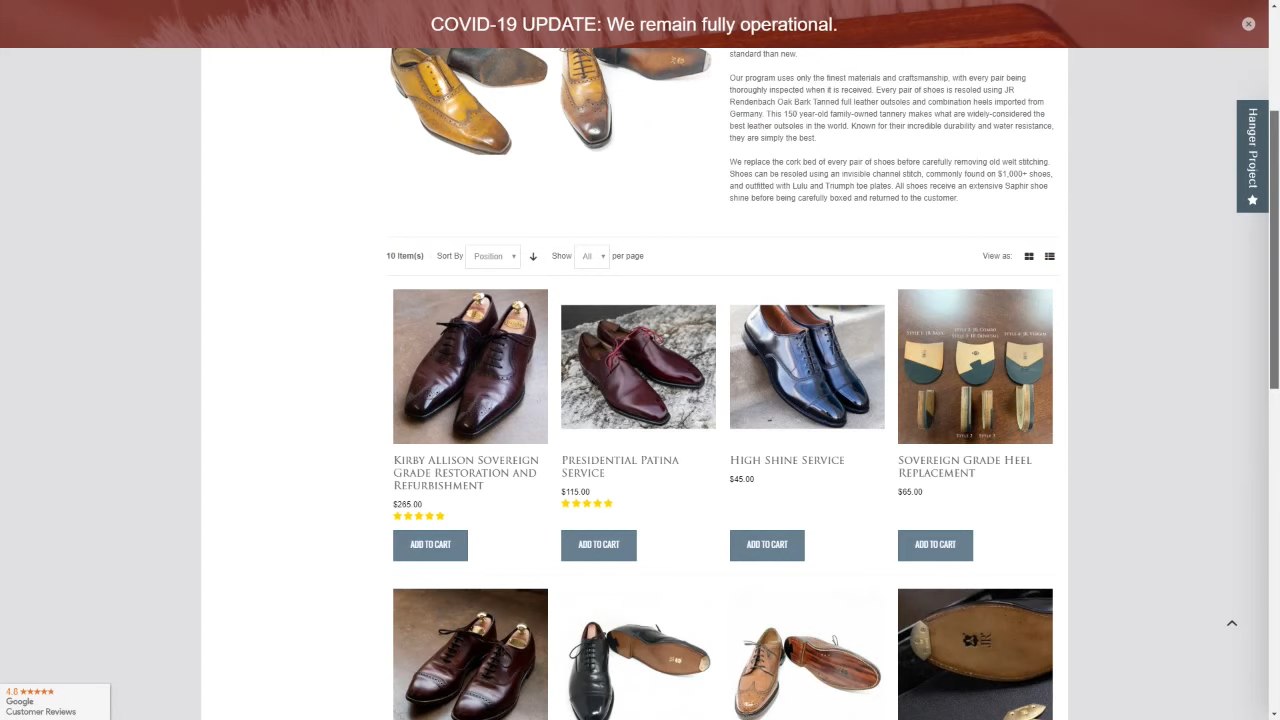 COVID-19 UPDATE: We remain fully operational.
standard than new.
Our program uses only the finest materials and craftsmanship, with every pair being
thoroughly inspected when it is received. Every pair of shoes is resoled using JR
Rendenbach Oak Bark Tanned full leather outsoles and combination heels imported from
Germany. This 150 year-old family-owned tannery makes what are widely-considered the
best leather outsoles in the world. Known for their incredible durability and water resistance,
they are simply the best.
We replace the cork bed of every pair of shoes before carefully removing old welt stitching.
Shoes can be resoled using an invisible channel stitch, commonly found on $1,000+ shoes,
and outfitted with Lulu and Triumph toe plates. All shoes receive an extensive Saphir shoe
shine before being carefully boxed and returned to the customer.
Hanger Project
10 Item(s) Sort By Position Show All per page View as:
KIRBY ALLISON SOVEREIGN
GRADE RESTORATION AND
REFURBISHMENT
$265.00
ADD TO CART
PRESIDENTIAL PATINA
SERVICE
$115.00
ADD TO CART
HIGH SHINE SERVICE
$45.00
ADD TO CART
SOVEREIGN GRADE HEEL
REPLACEMENT
$65.00
ADD TO CART
JR
4.8
Google
Customer Reviews